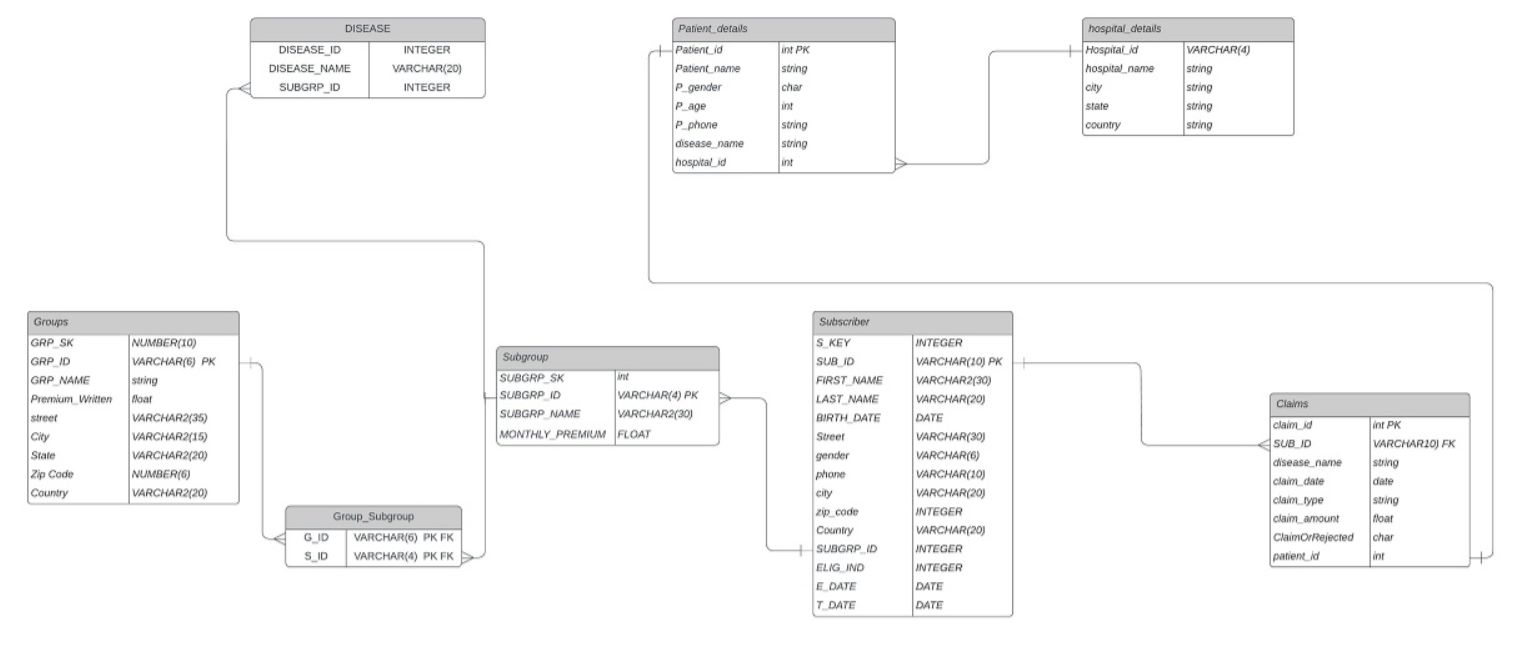 DISEASE
DISEASE_ID INTEGER
DISEASE_NAME VARCHAR(20)
SUBGRP_ID INTEGER
Patient_details
Patient_id int PK
Patient_name string
P_gender char
P_age int
P_phone string
disease_name string
hospital_id int
hospital_details
Hospital_id VARCHAR(4)
hospital_name string
city string
state string
country string
Groups
GRP_SK NUMBER(10)
GRP_ID VARCHAR(6) PK
GRP_NAME string
Premium_Written float
street VARCHAR2(35)
City VARCHAR2(15)
State VARCHAR2(20)
Zip Code NUMBER(6)
Country VARCHAR2(20)
Group_Subgroup
G_ID VARCHAR(6) PK FK
S_ID VARCHAR(4) PK FK
Subgroup
SUBGRP_SK int
SUBGRP_ID VARCHAR(4) PK
SUBGRP_NAME VARCHAR2(30)
MONTHLY_PREMIUM FLOAT
Subscriber
S_KEY INTEGER
SUB_ID VARCHAR(10) PK
FIRST_NAME VARCHAR2(30)
LAST_NAME VARCHAR(20)
BIRTH_DATE DATE
Street VARCHAR(30)
gender VARCHAR(6)
phone VARCHAR(10)
city VARCHAR(20)
zip_code INTEGER
Country VARCHAR(20)
SUBGRP_ID INTEGER
ELIG_IND INTEGER
E_DATE DATE
T_DATE DATE
Claims
claim_id int PK
SUB_ID VARCHAR10) FK
disease_name string
claim_date date
claim_type string
claim_amount float
ClaimOrRejected char
patient_id int